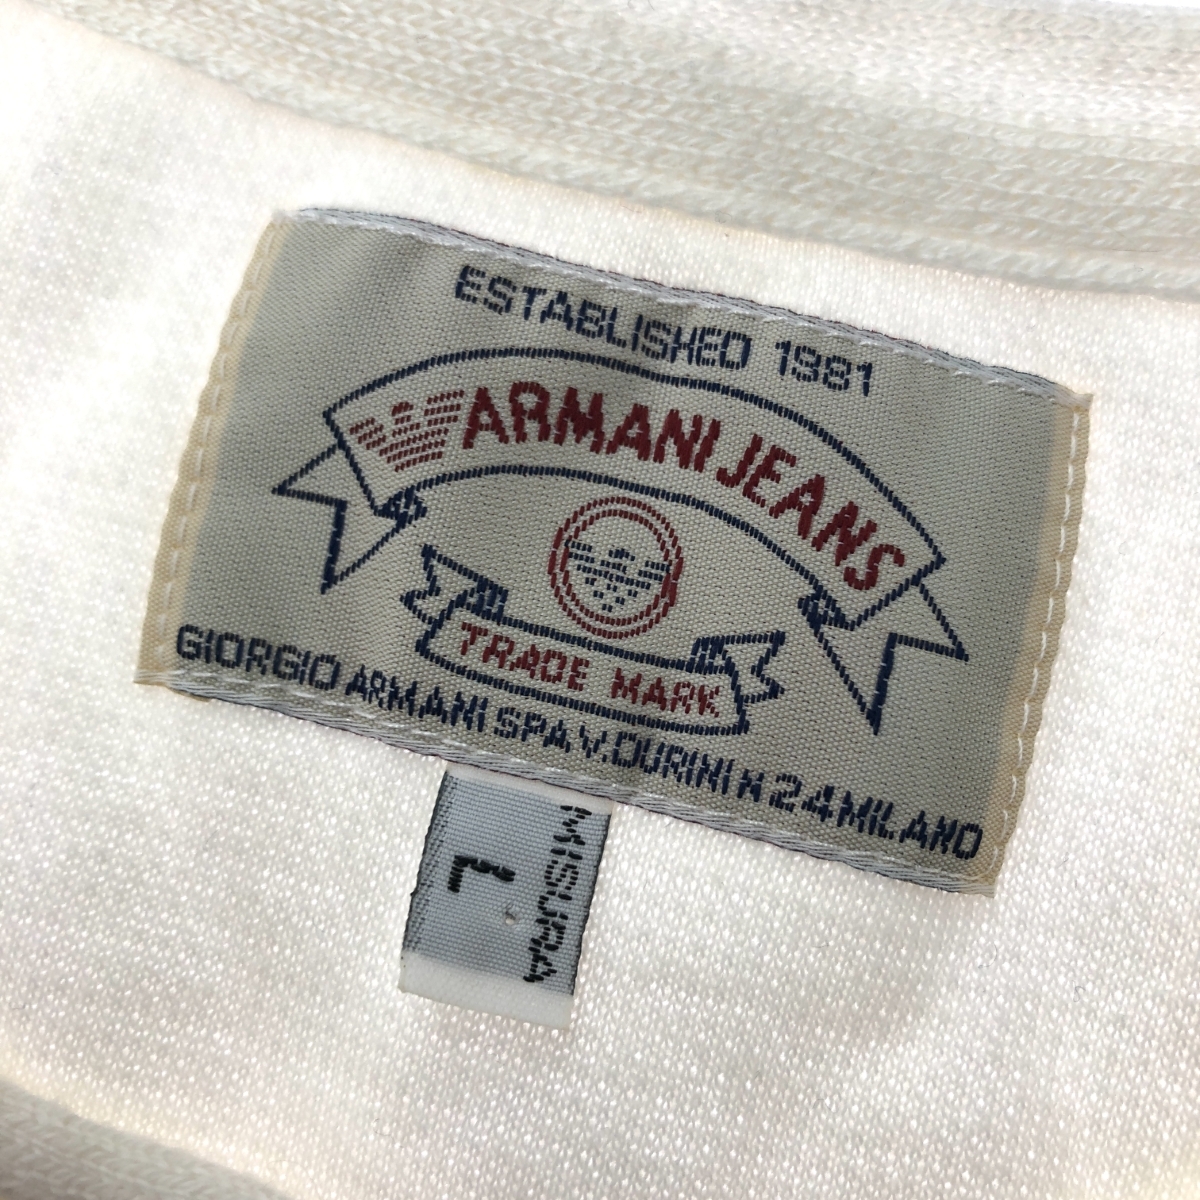 ESTABLISHED 1981
ARMANI JEANS
TRADE MARK
GIORGIO ARMANI SPA V.DURINI N 24 MILANO
MISURA
L